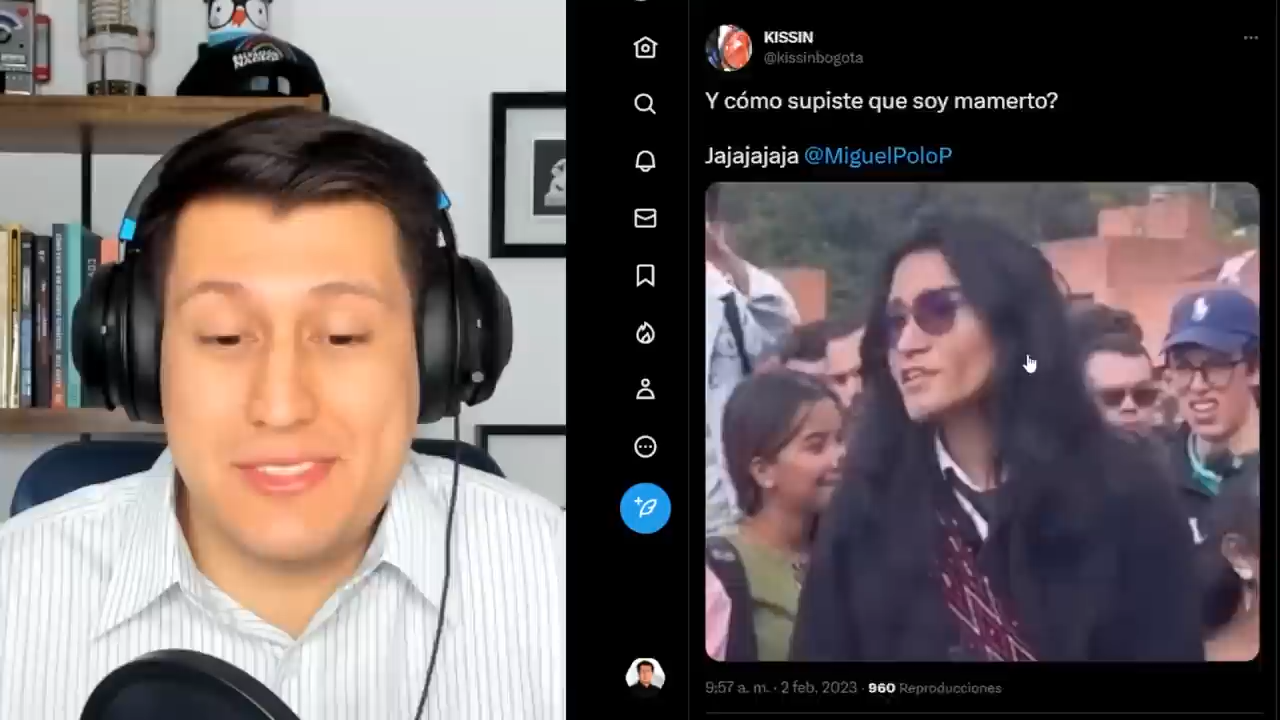 KISSIN
@kissinbogota
Y cómo supiste que soy mamerto?
Jajajajaja @MiguelPoloP
9:57 a. m. · 2 feb. 2023 · 960 Reproducciones